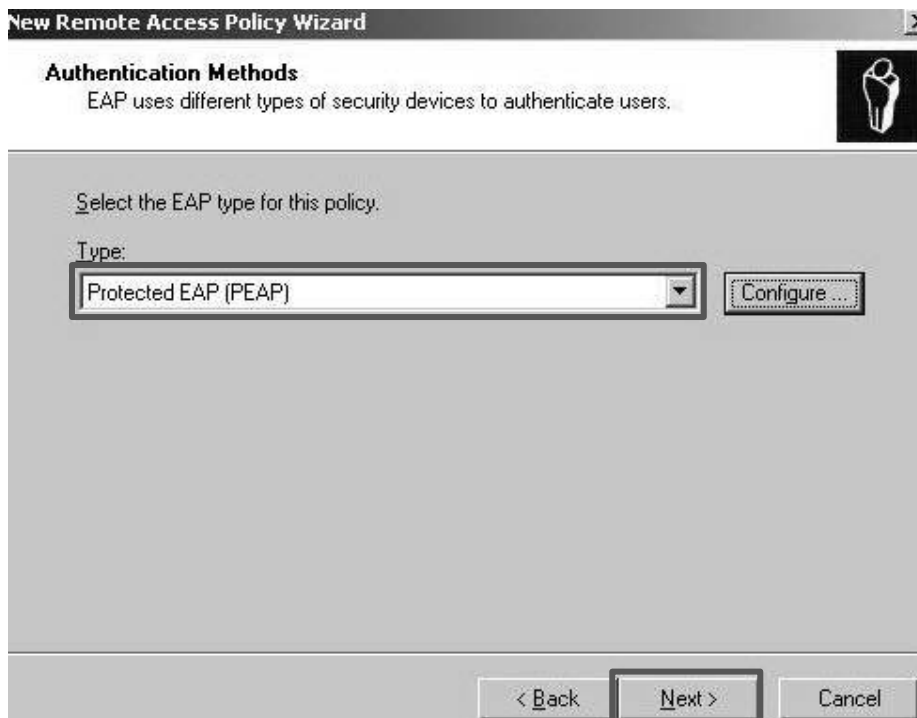 New Remote Access Policy Wizard
Authentication Methods
EAP uses different types of security devices to authenticate users.
Select the EAP type for this policy.
Type:
Protected EAP (PEAP)
Configure ...
< Back
Next >
Cancel